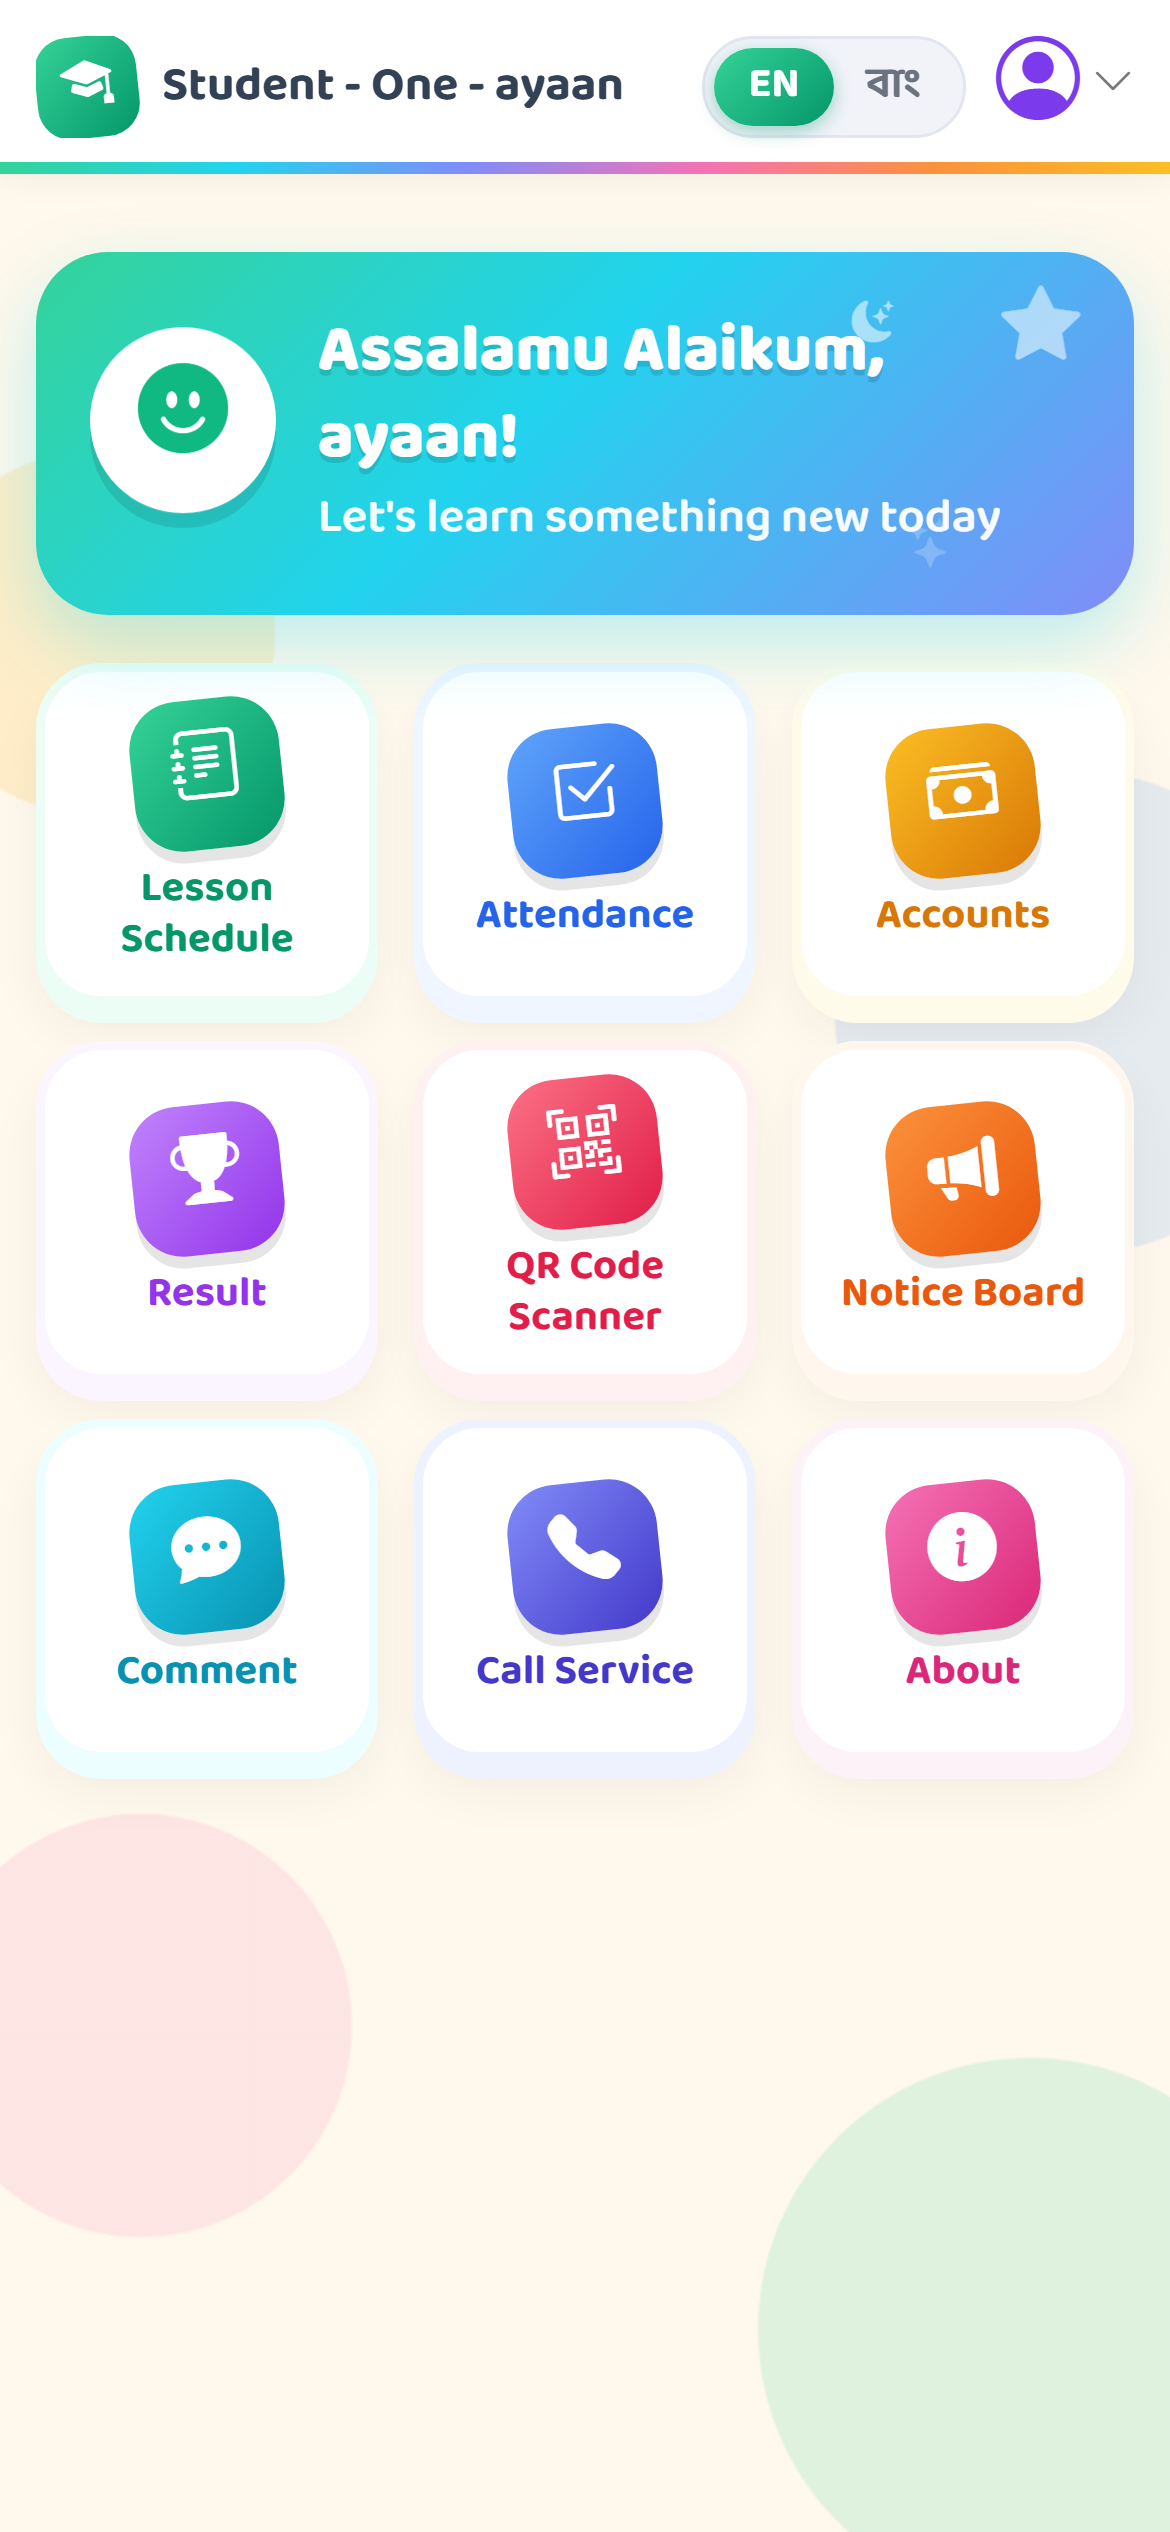 Student - One - ayaan
EN
বাং
Assalamu Alaikum,
ayaan!
Let's learn something new today
Lesson
Schedule
Attendance
Accounts
Result
QR Code
Scanner
Notice Board
Comment
Call Service
About